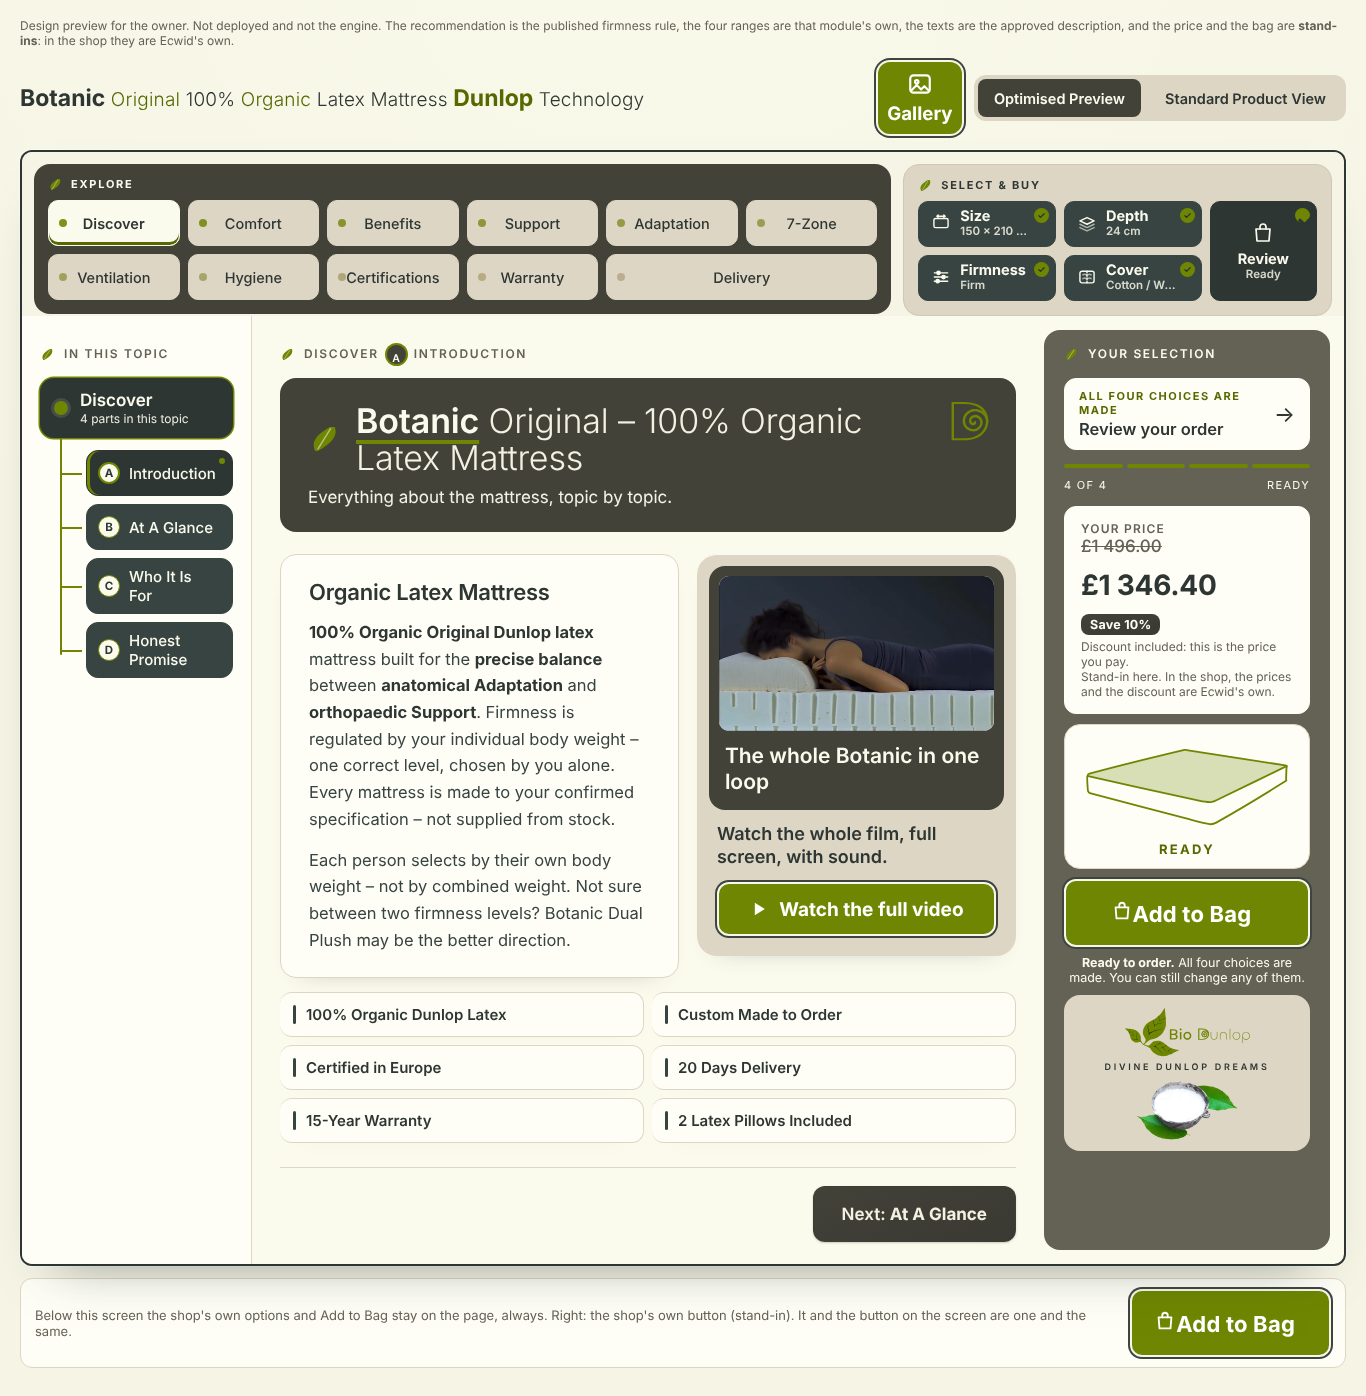 Design preview for the owner. Not deployed and not the engine. The recommendation is the published firmness rule, the four ranges are that module's own, the texts are the approved description, and the price and the bag are stand-
ins: in the shop they are Ecwid's own.
Botanic Original 100% Organic Latex Mattress Dunlop Technology
Gallery
Optimised Preview
Standard Product View
EXPLORE
Discover
Comfort
Benefits
Support
Adaptation
7-Zone
Ventilation
Hygiene
Certifications
Warranty
Delivery
SELECT & BUY
Size
150 × 210 ...
Depth
24 cm
Firmness
Firm
Cover
Cotton / W...
Review
Ready
IN THIS TOPIC
Discover
4 parts in this topic
A Introduction
B At A Glance
C Who It Is
For
D Honest
Promise
DISCOVER A INTRODUCTION
Botanic Original – 100% Organic
Latex Mattress
Everything about the mattress, topic by topic.
Organic Latex Mattress
100% Organic Original Dunlop latex
mattress built for the precise balance
between anatomical Adaptation and
orthopaedic Support. Firmness is
regulated by your individual body weight –
one correct level, chosen by you alone.
Every mattress is made to your confirmed
specification – not supplied from stock.
Each person selects by their own body
weight – not by combined weight. Not sure
between two firmness levels? Botanic Dual
Plush may be the better direction.
The whole Botanic in one
loop
Watch the whole film, full
screen, with sound.
Watch the full video
100% Organic Dunlop Latex
Custom Made to Order
Certified in Europe
20 Days Delivery
15-Year Warranty
2 Latex Pillows Included
Next: At A Glance
YOUR SELECTION
ALL FOUR CHOICES ARE
MADE
Review your order
4 OF 4
READY
YOUR PRICE
£1 496.00
£1 346.40
Save 10%
Discount included: this is the price
you pay.
Stand-in here. In the shop, the prices
and the discount are Ecwid's own.
READY
Add to Bag
Ready to order. All four choices are
made. You can still change any of them.
Bio Dunlop
DIVINE DUNLOP DREAMS
Below this screen the shop's own options and Add to Bag stay on the page, always. Right: the shop's own button (stand-in). It and the button on the screen are one and the
same.
Add to Bag